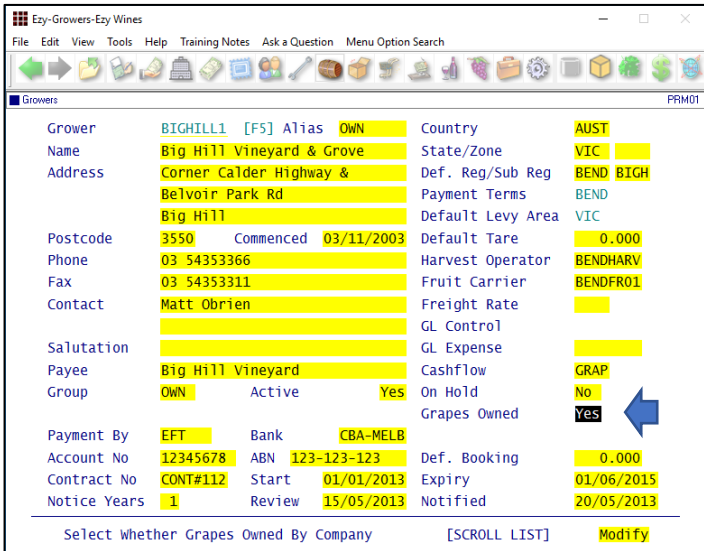 Ezy-Growers-Ezy Wines
File Edit View Tools Help Training Notes Ask a Question Menu Option Search
Growers PRM01
Grower BIGHILL1 [F5] Alias OWN Country AUST
Name Big Hill Vineyard & Grove State/Zone VIC
Address Corner Calder Highway & Def. Reg/Sub Reg BEND BIGH
Belvoir Park Rd Payment Terms BEND
Big Hill Default Levy Area VIC
Postcode 3550 Commenced 03/11/2003 Default Tare 0.000
Phone 03 54353366 Harvest Operator BENDHARV
Fax 03 54353311 Fruit Carrier BENDFR01
Contact Matt Obrien Freight Rate
GL Control
Salutation GL Expense
Payee Big Hill Vineyard Cashflow GRAP
Group OWN Active Yes On Hold No
Grapes Owned Yes
Payment By EFT Bank CBA-MELB
Account No 12345678 ABN 123-123-123 Def. Booking 0.000
Contract No CONT#112 Start 01/01/2013 Expiry 01/06/2015
Notice Years 1 Review 15/05/2013 Notified 20/05/2013
Select Whether Grapes Owned By Company [SCROLL LIST] Modify